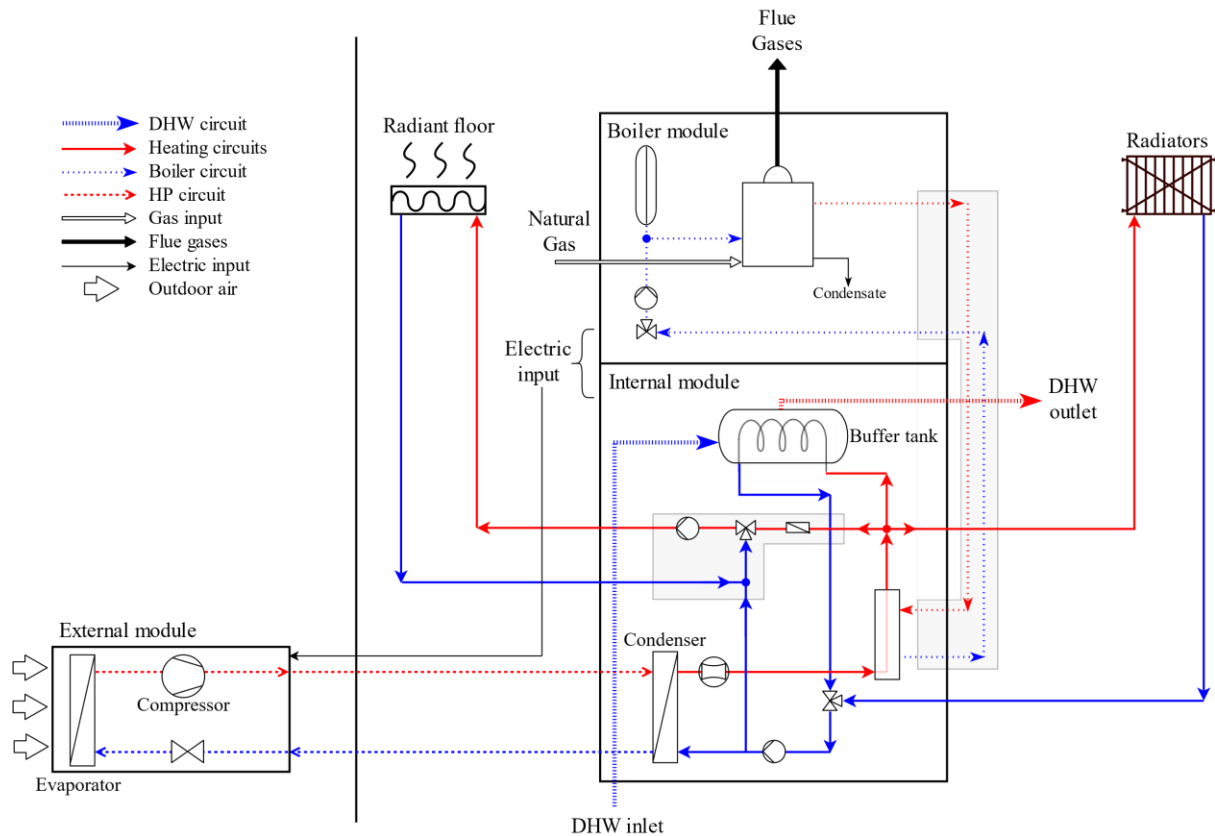 Flue
Gases
DHW circuit
Heating circuits
Boiler circuit
HP circuit
Gas input
Flue gases
Electric input
Outdoor air
Radiant floor
Boiler module
Radiators
Natural
Gas
Condensate
Electric
input
Internal module
DHW
outlet
Buffer tank
External module
Condenser
Compressor
Evaporator
DHW inlet